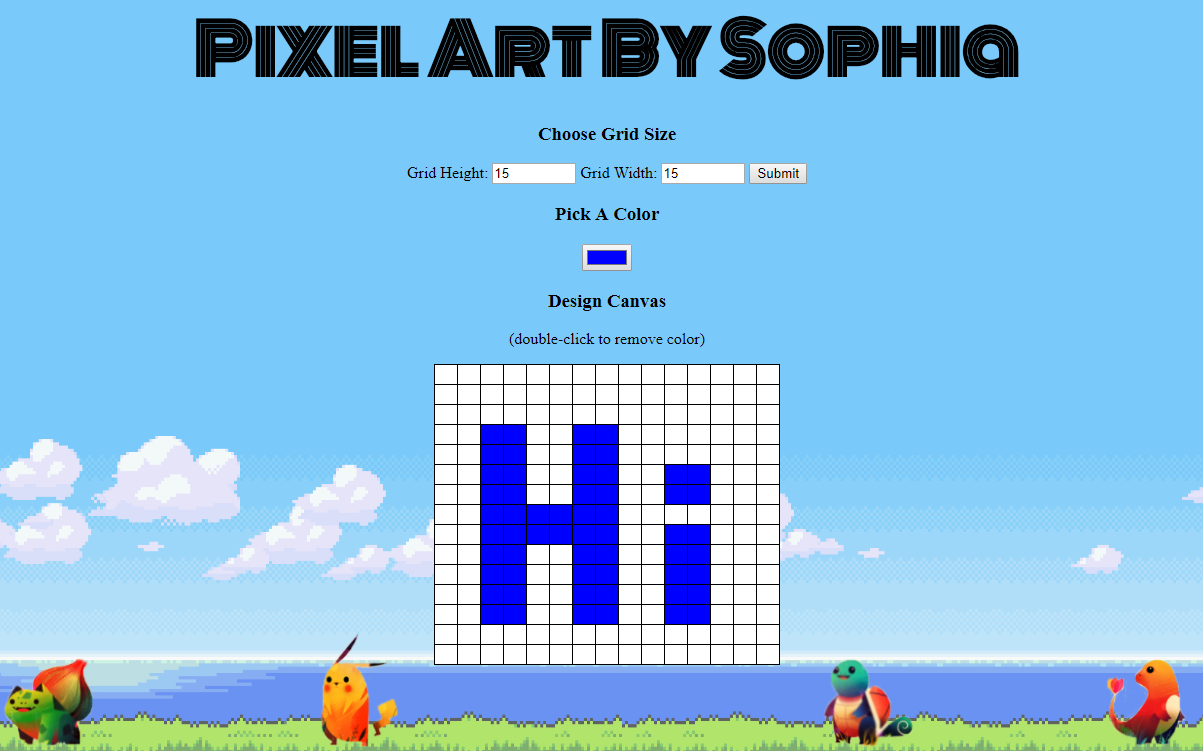 Pixel Art By Sophia
Choose Grid Size
Grid Height: 15 Grid Width: 15 Submit
Pick A Color
Design Canvas
(double-click to remove color)
Hi